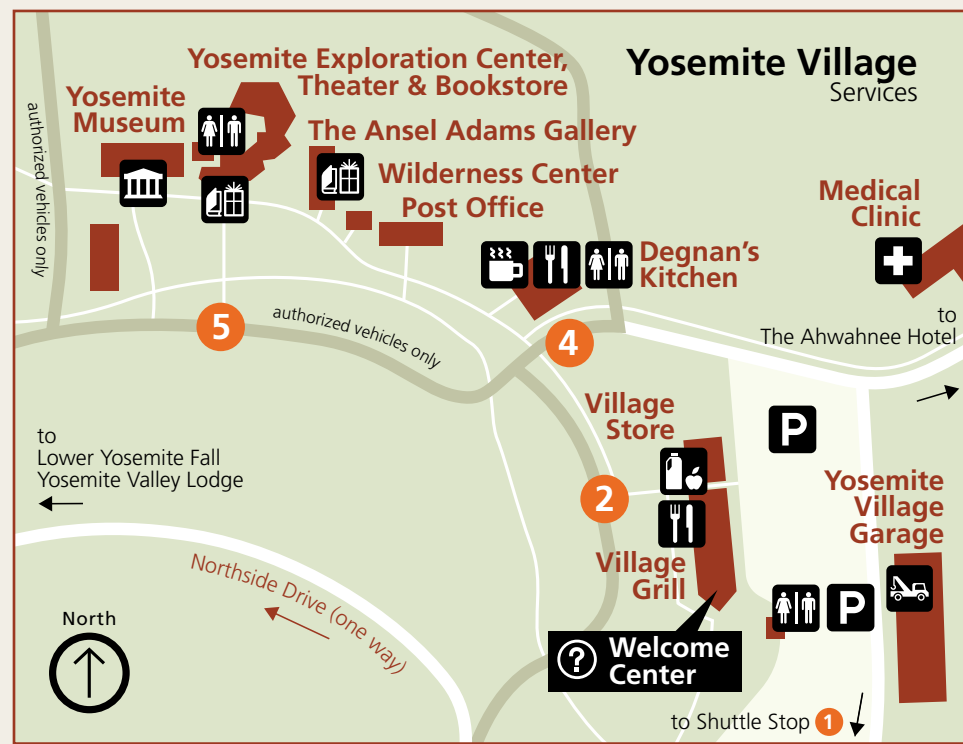 Yosemite Village
Services
Yosemite Exploration Center,
Theater & Bookstore
Yosemite
Museum
The Ansel Adams Gallery
Wilderness Center
Post Office
Medical
Clinic
Degnan's
Kitchen
authorized vehicles only
authorized vehicles only
to
The Ahwahnee Hotel
5
4
Village
Store
P
to
Lower Yosemite Fall
Yosemite Valley Lodge
2
Yosemite
Village
Garage
Village
Grill
Northside Drive (one way)
P
North
?
Welcome
Center
to Shuttle Stop 1